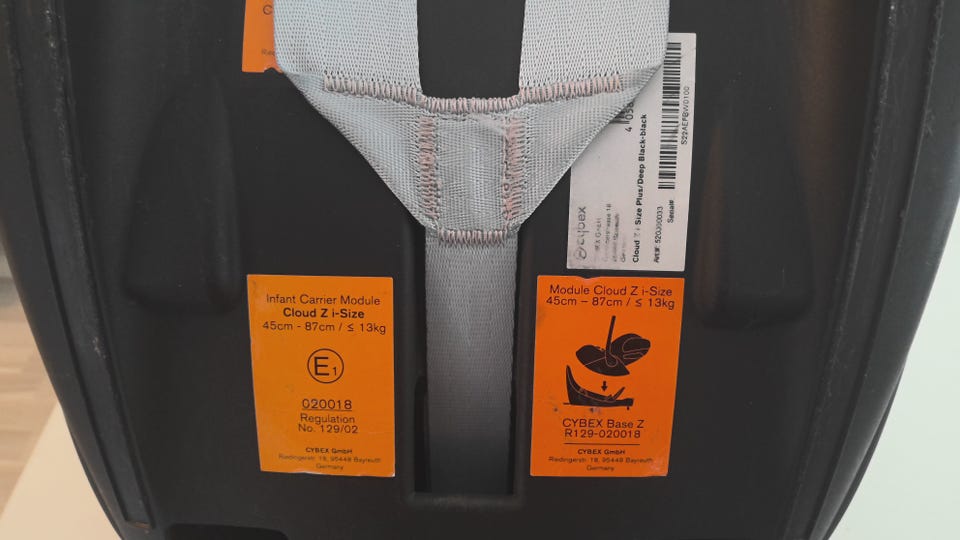 Infant Carrier Module
Cloud Z i-Size
45cm - 87cm / ≤ 13kg
E1
020018
Regulation
No. 129/02
CYBEX GmbH
Riedingerstr. 18, 95448 Bayreuth
Germany
Module Cloud Z i-Size
45cm – 87cm / ≤ 13kg
CYBEX Base Z
R129-020018
CYBEX GmbH
Riedingerstr. 18, 95448 Bayreuth
Germany
cybex
GmbH
Cloud Z i Size Plus/Deep Black-black
Serial#